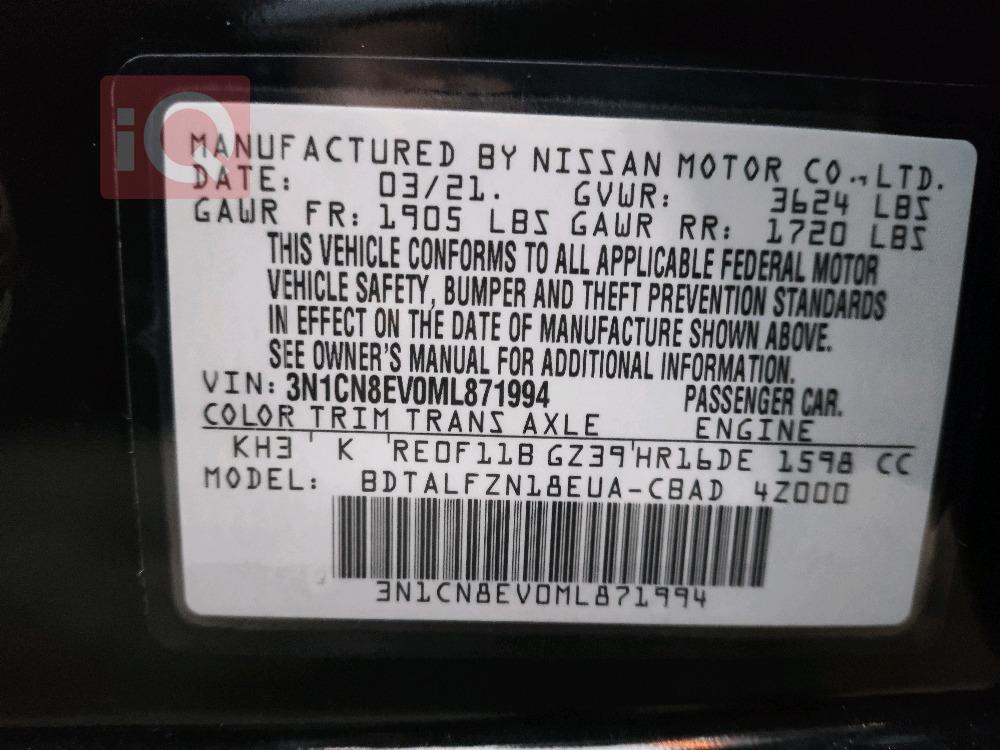 iQ
MANUFACTURED BY NISSAN MOTOR CO.,LTD.
DATE: 03/21. GVWR: 3624 LBS
GAWR FR: 1905 LBS GAWR RR: 1720 LBS
THIS VEHICLE CONFORMS TO ALL APPLICABLE FEDERAL MOTOR
VEHICLE SAFETY, BUMPER AND THEFT PREVENTION STANDARDS
IN EFFECT ON THE DATE OF MANUFACTURE SHOWN ABOVE.
SEE OWNER'S MANUAL FOR ADDITIONAL INFORMATION.
VIN: 3N1CN8EV0ML871994 PASSENGER CAR.
COLOR TRIM TRANS AXLE ENGINE
KH3 ' K 'RE0F11B GZ39'HR16DE 1598 CC
MODEL: BDTALFZN18EUA-CBAD 4Z000
3N1CN8EV0ML871994